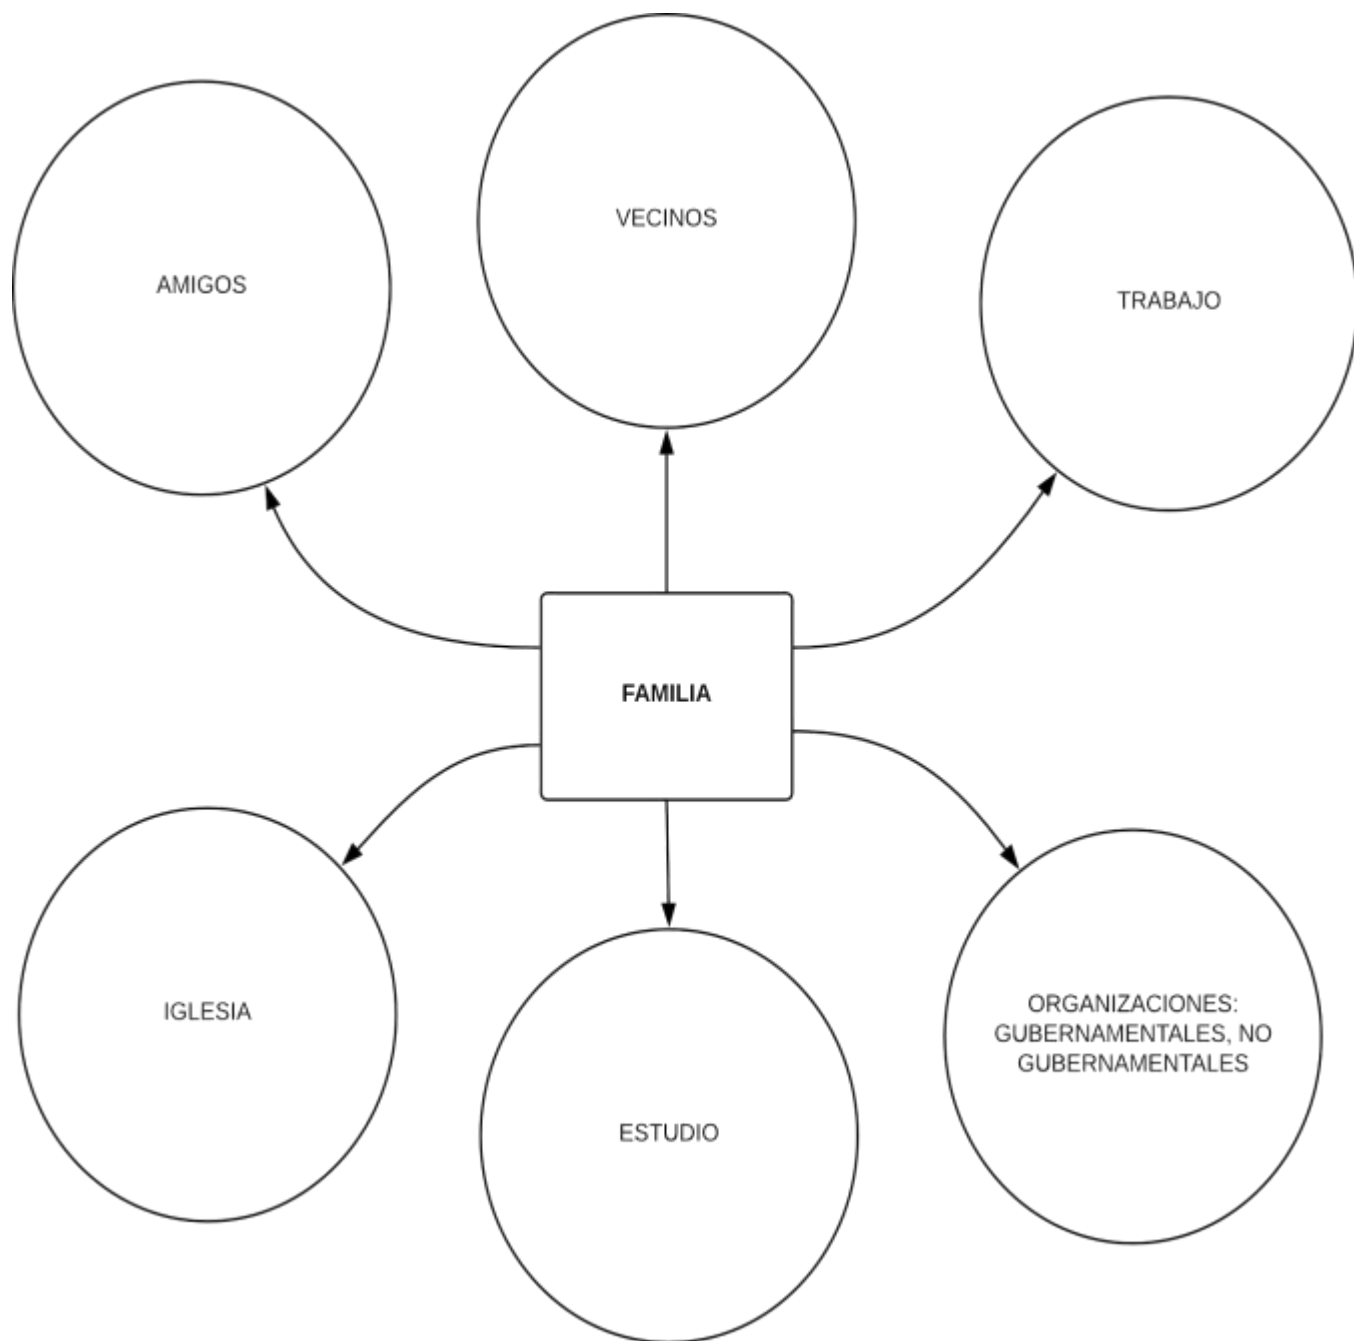 VECINOS
AMIGOS
TRABAJO
FAMILIA
IGLESIA
ORGANIZACIONES:
GUBERNAMENTALES, NO
GUBERNAMENTALES
ESTUDIO